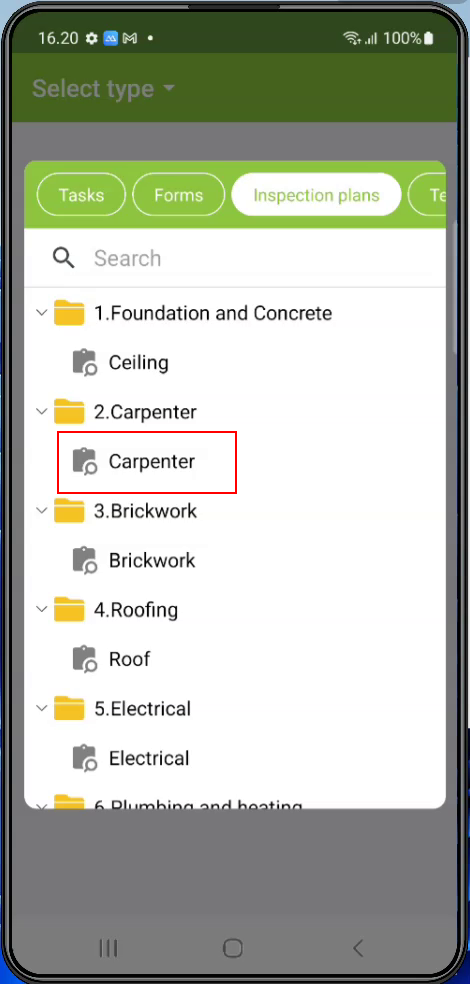 16.20 100%
Select type
Tasks Forms Inspection plans Te
Search
1.Foundation and Concrete
Ceiling
2.Carpenter
Carpenter
3.Brickwork
Brickwork
4.Roofing
Roof
5.Electrical
Electrical
6.Plumbing and heating